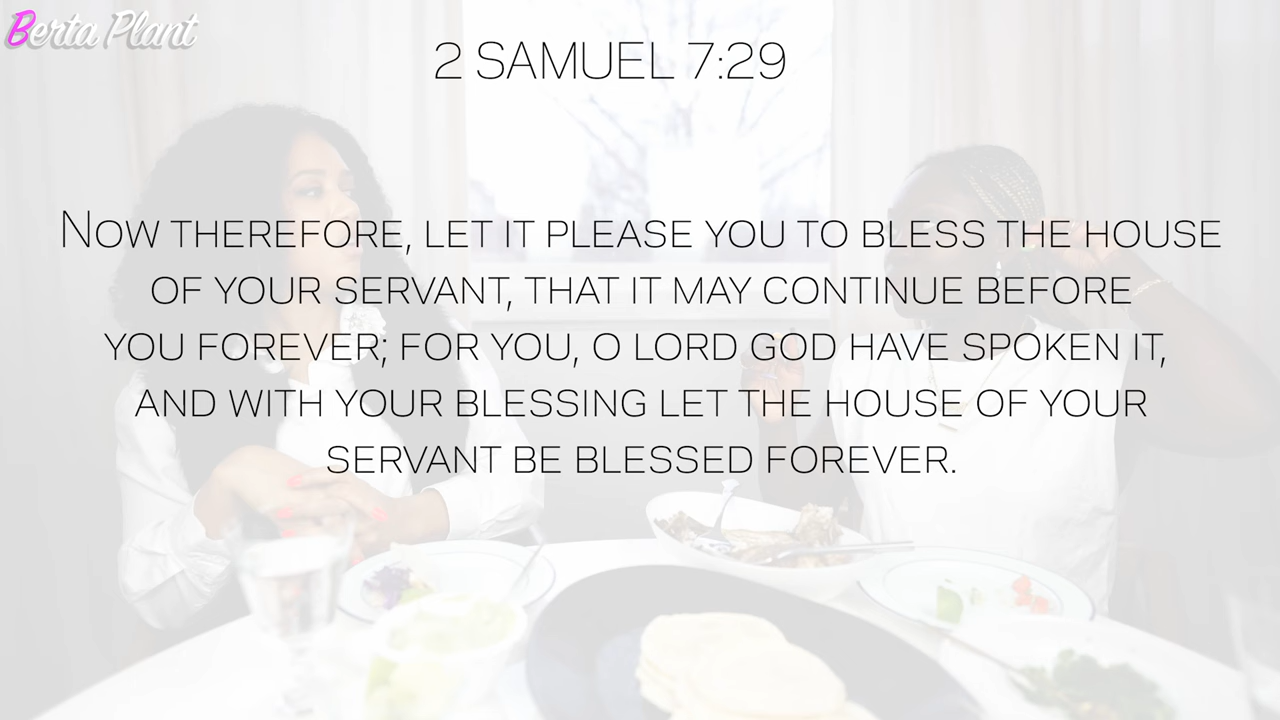 Berta Plant
2 SAMUEL 7:29
NOW THEREFORE, LET IT PLEASE YOU TO BLESS THE HOUSE
OF YOUR SERVANT, THAT IT MAY CONTINUE BEFORE
YOU FOREVER; FOR YOU, O LORD GOD HAVE SPOKEN IT,
AND WITH YOUR BLESSING LET THE HOUSE OF YOUR
SERVANT BE BLESSED FOREVER.